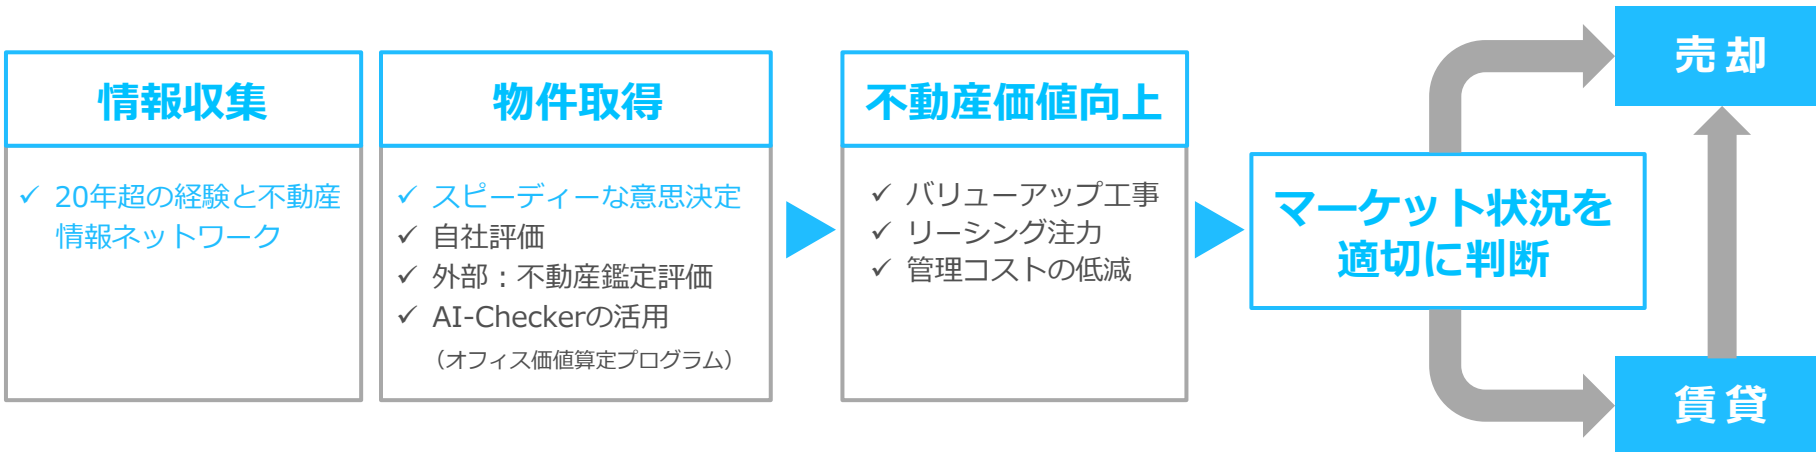 情報収集
✓ 20年超の経験と不動産
情報ネットワーク
物件取得
✓ スピーディーな意思決定
✓ 自社評価
✓ 外部：不動産鑑定評価
✓ AI-Checkerの活用
（オフィス価値算定プログラム）
不動産価値向上
✓ バリューアップ工事
✓ リーシング注力
✓ 管理コストの低減
マーケット状況を
適切に判断
売却
賃貸